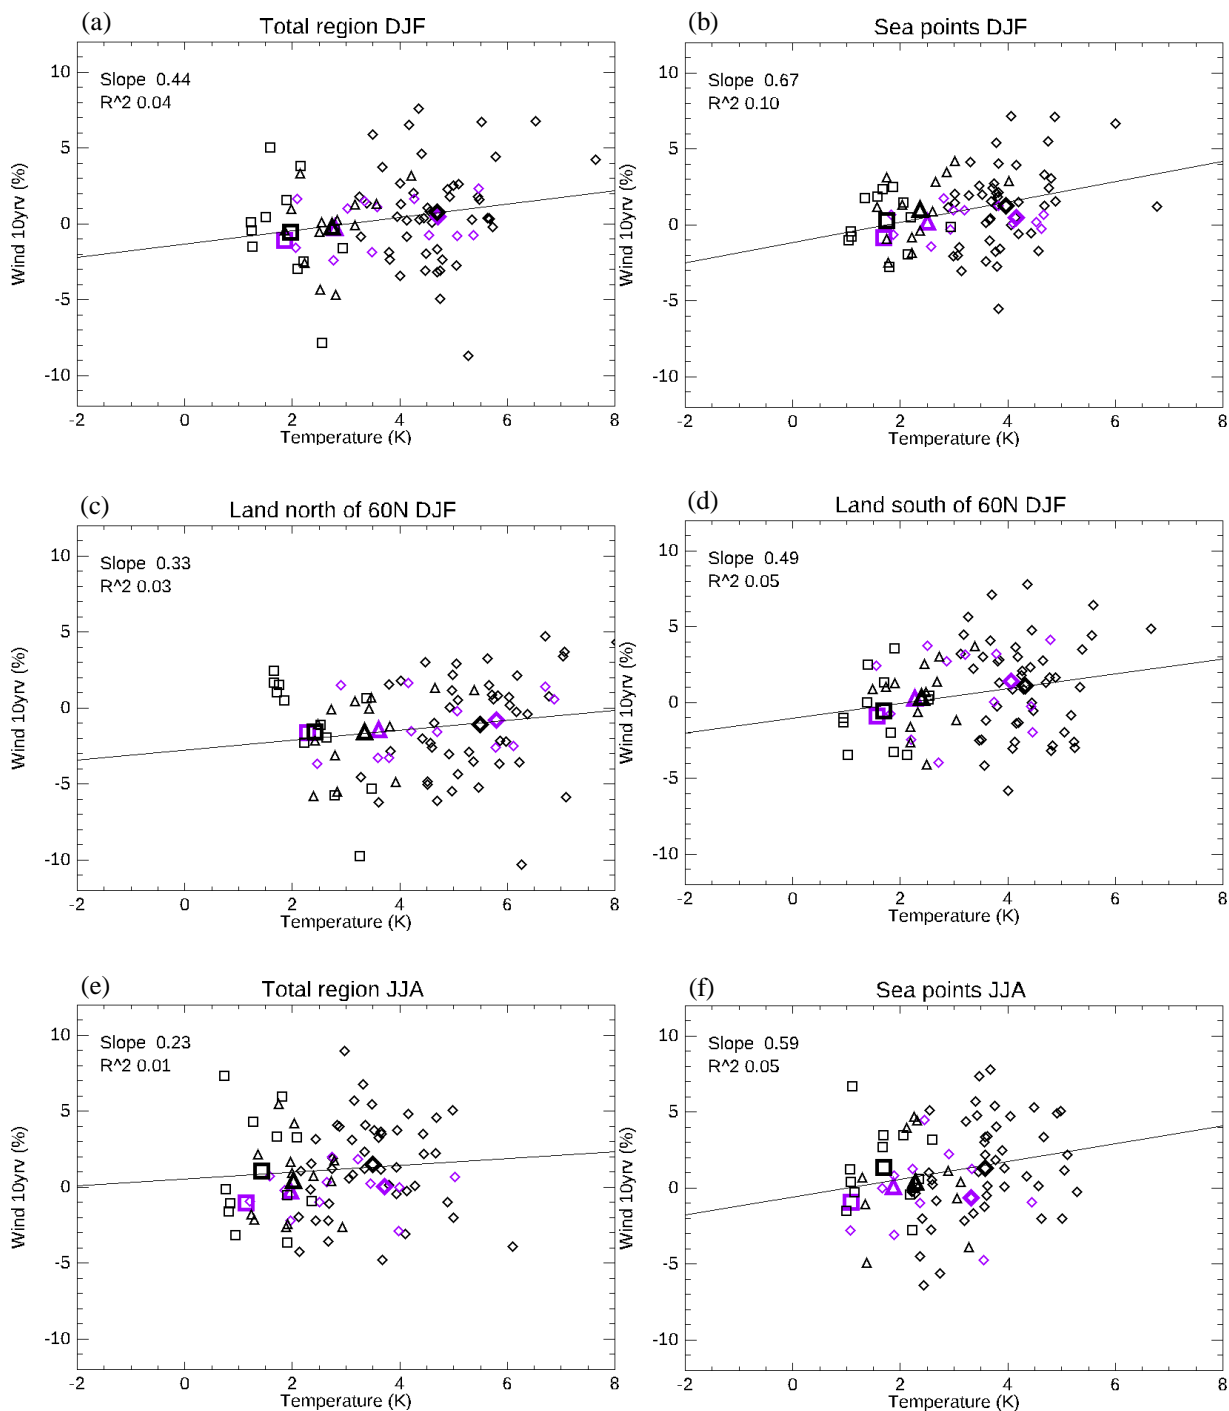 (a) Total region DJF
Slope 0.44
R^2 0.04
10
5
0
-5
-10
Wind 10yrv (%)
-2 0 2 4 6 8
Temperature (K)
(b) Sea points DJF
Slope 0.67
R^2 0.10
10
5
0
-5
-10
Wind 10yrv (%)
-2 0 2 4 6 8
Temperature (K)
(c) Land north of 60N DJF
Slope 0.33
R^2 0.03
10
5
0
-5
-10
Wind 10yrv (%)
-2 0 2 4 6 8
Temperature (K)
(d) Land south of 60N DJF
Slope 0.49
R^2 0.05
10
5
0
-5
-10
Wind 10yrv (%)
-2 0 2 4 6 8
Temperature (K)
(e) Total region JJA
Slope 0.23
R^2 0.01
10
5
0
-5
-10
Wind 10yrv (%)
-2 0 2 4 6 8
Temperature (K)
(f) Sea points JJA
Slope 0.59
R^2 0.05
10
5
0
-5
-10
Wind 10yrv (%)
-2 0 2 4 6 8
Temperature (K)